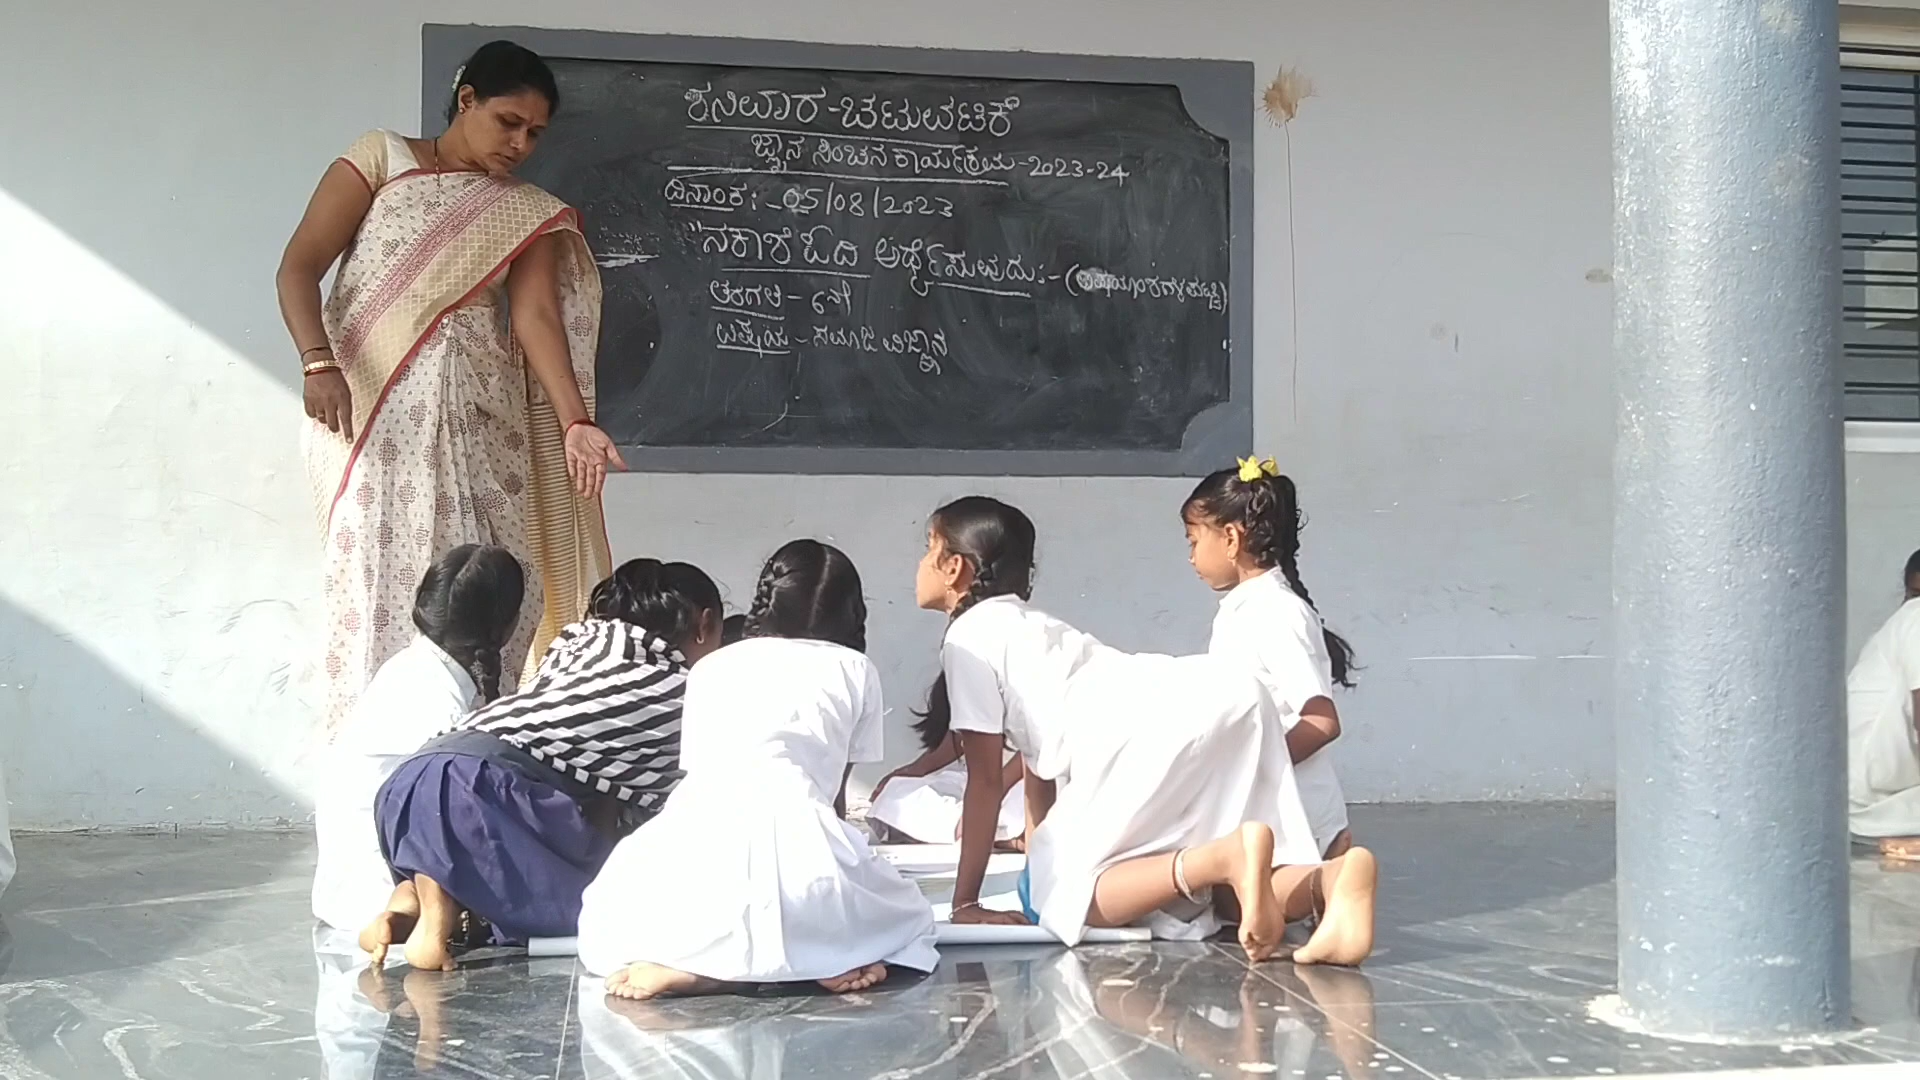 ಶನಿವಾರ-ಚಟುವಟಿಕೆ
ಜ್ಞಾನ ಸಿಂಚನ ಕಾರ್ಯಕ್ರಮ-2023-24
ದಿನಾಂಕ:-05/08/2023
"ನಕಾಶೆ ಓದಿ ಅರ್ಥೈಸುವುದು:-
ತರಗತಿ - 6ನೇ
ವಿಷಯ - ಸಮಾಜ ವಿಜ್ಞಾನ